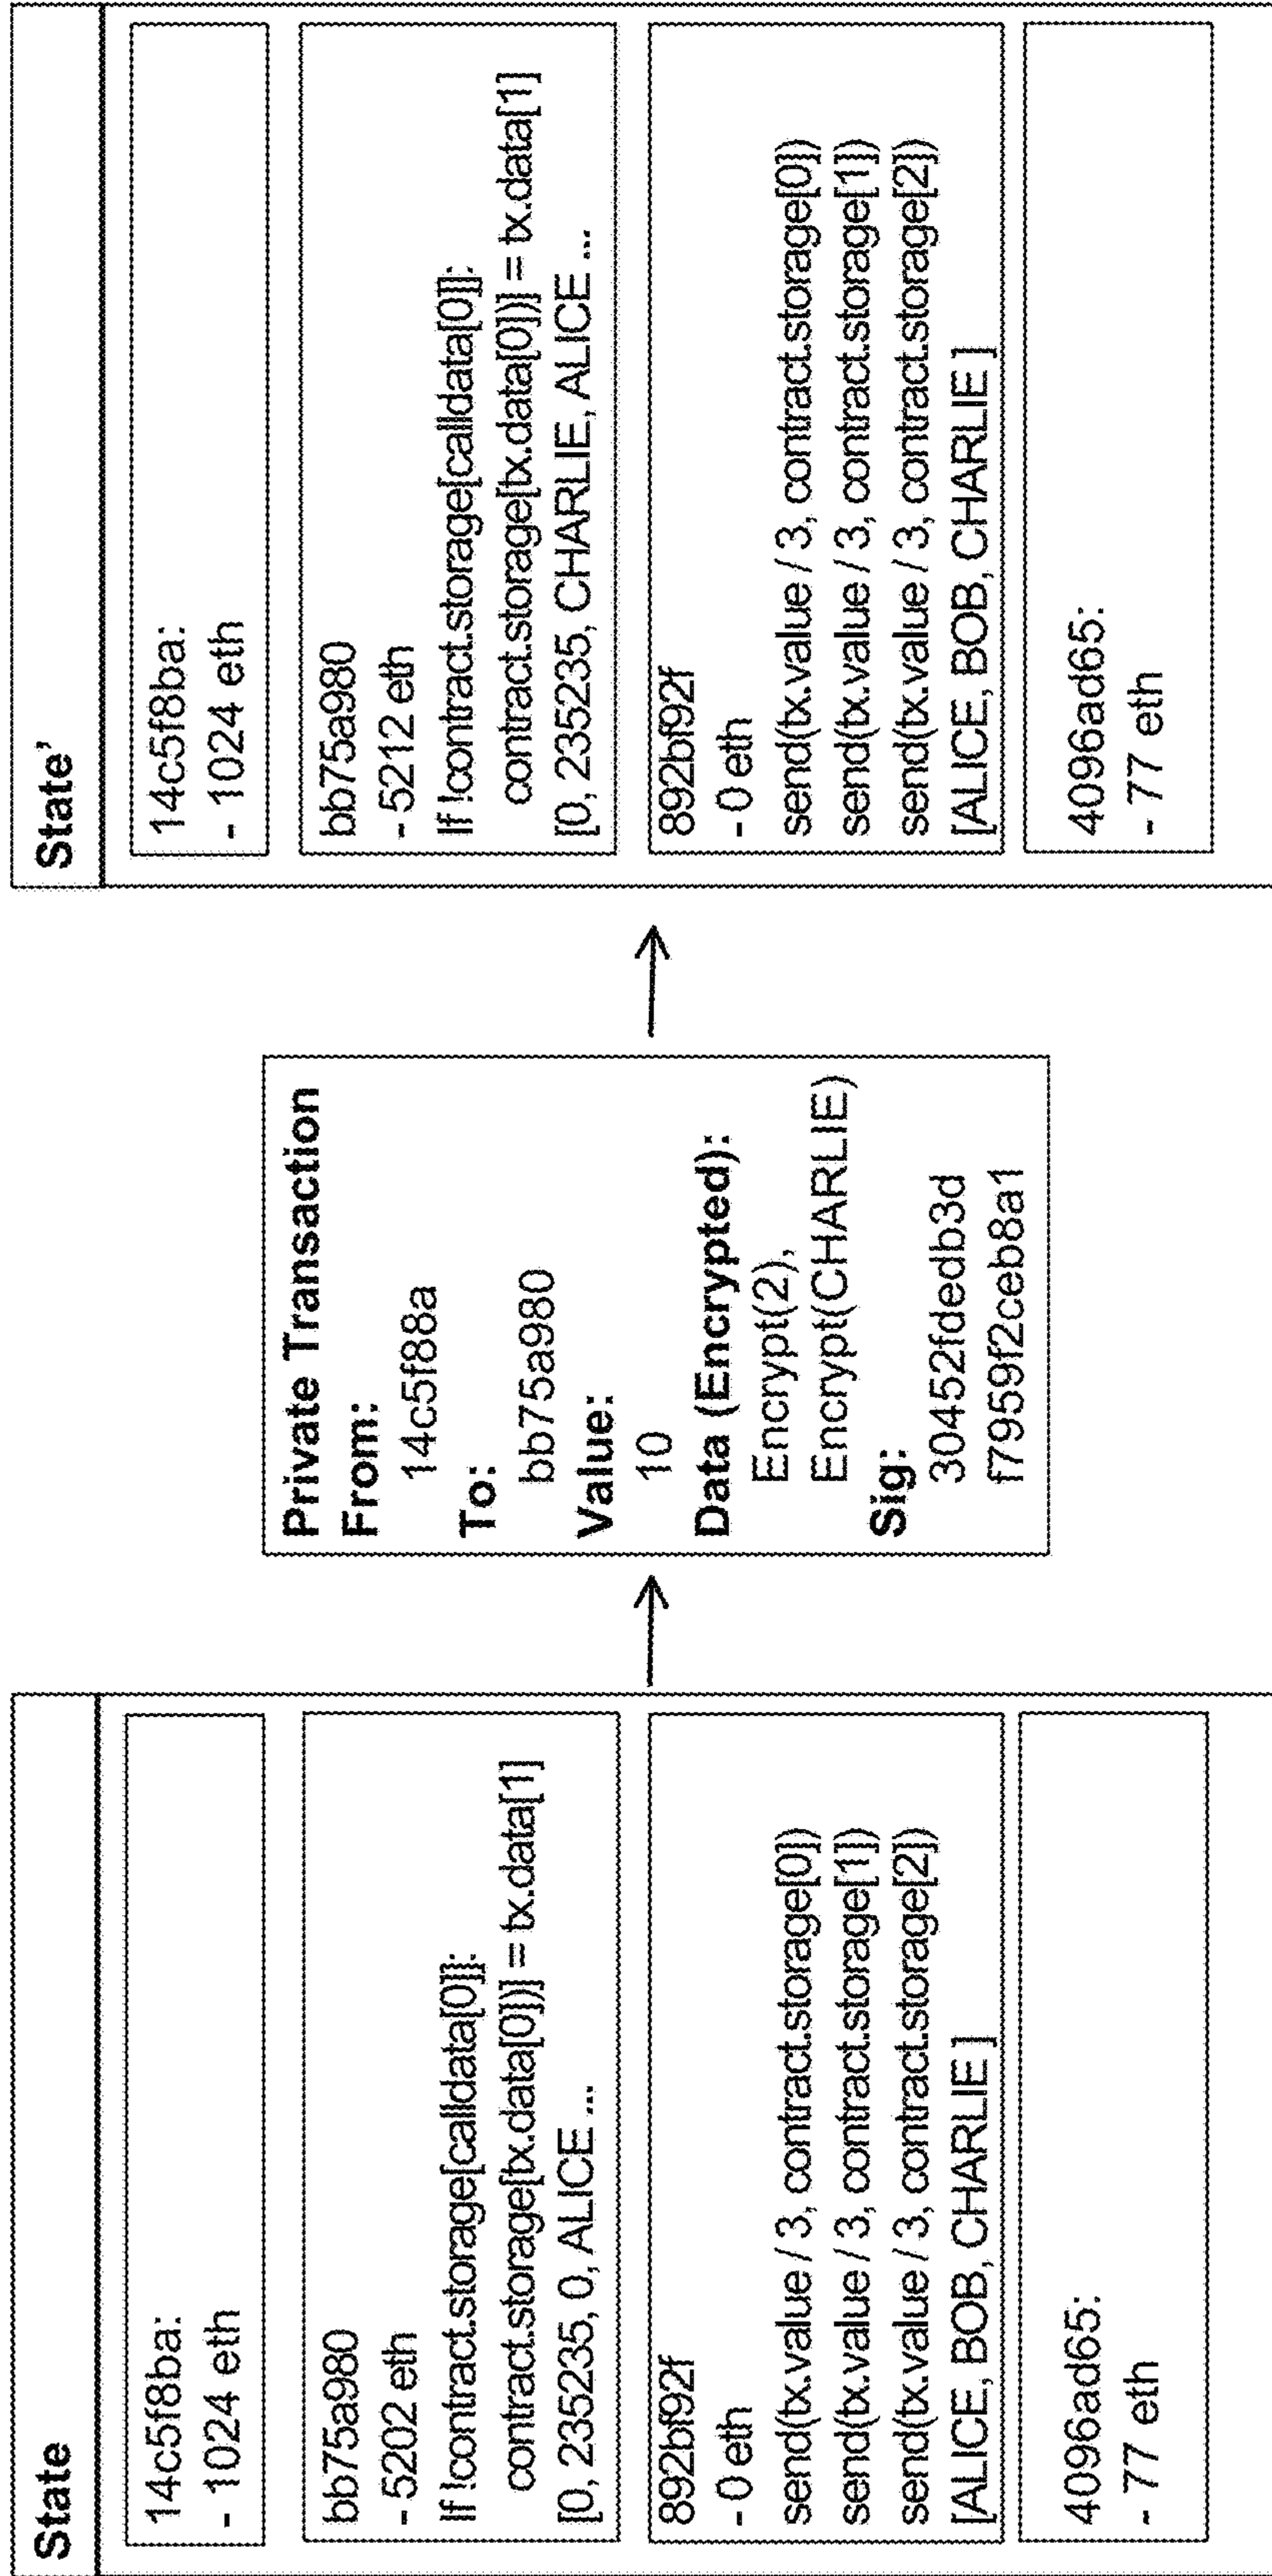 State
14c5f8ba:
- 1024 eth
bb75a980
- 5202 eth
If !contract.storage[calldata[0]]:
contract.storage[tx.data[0])] = tx.data[1]
[0, 235235, 0, ALICE ...
892bf92f
- 0 eth
send(tx.value / 3, contract.storage[0])
send(tx.value / 3, contract.storage[1])
send(tx.value / 3, contract.storage[2])
[ALICE, BOB, CHARLIE ]
4096ad65:
- 77 eth
Private Transaction
From:
14c5f88a
To:
bb75a980
Value:
10
Data (Encrypted):
Encrypt(2),
Encrypt(CHARLIE)
Sig:
30452fdedb3d
f7959f2ceb8a1
State'
14c5f8ba:
- 1024 eth
bb75a980
- 5212 eth
If !contract.storage[calldata[0]]:
contract.storage[tx.data[0])] = tx.data[1]
[0, 235235, CHARLIE, ALICE ...
892bf92f
- 0 eth
send(tx.value / 3, contract.storage[0])
send(tx.value / 3, contract.storage[1])
send(tx.value / 3, contract.storage[2])
[ALICE, BOB, CHARLIE ]
4096ad65:
- 77 eth